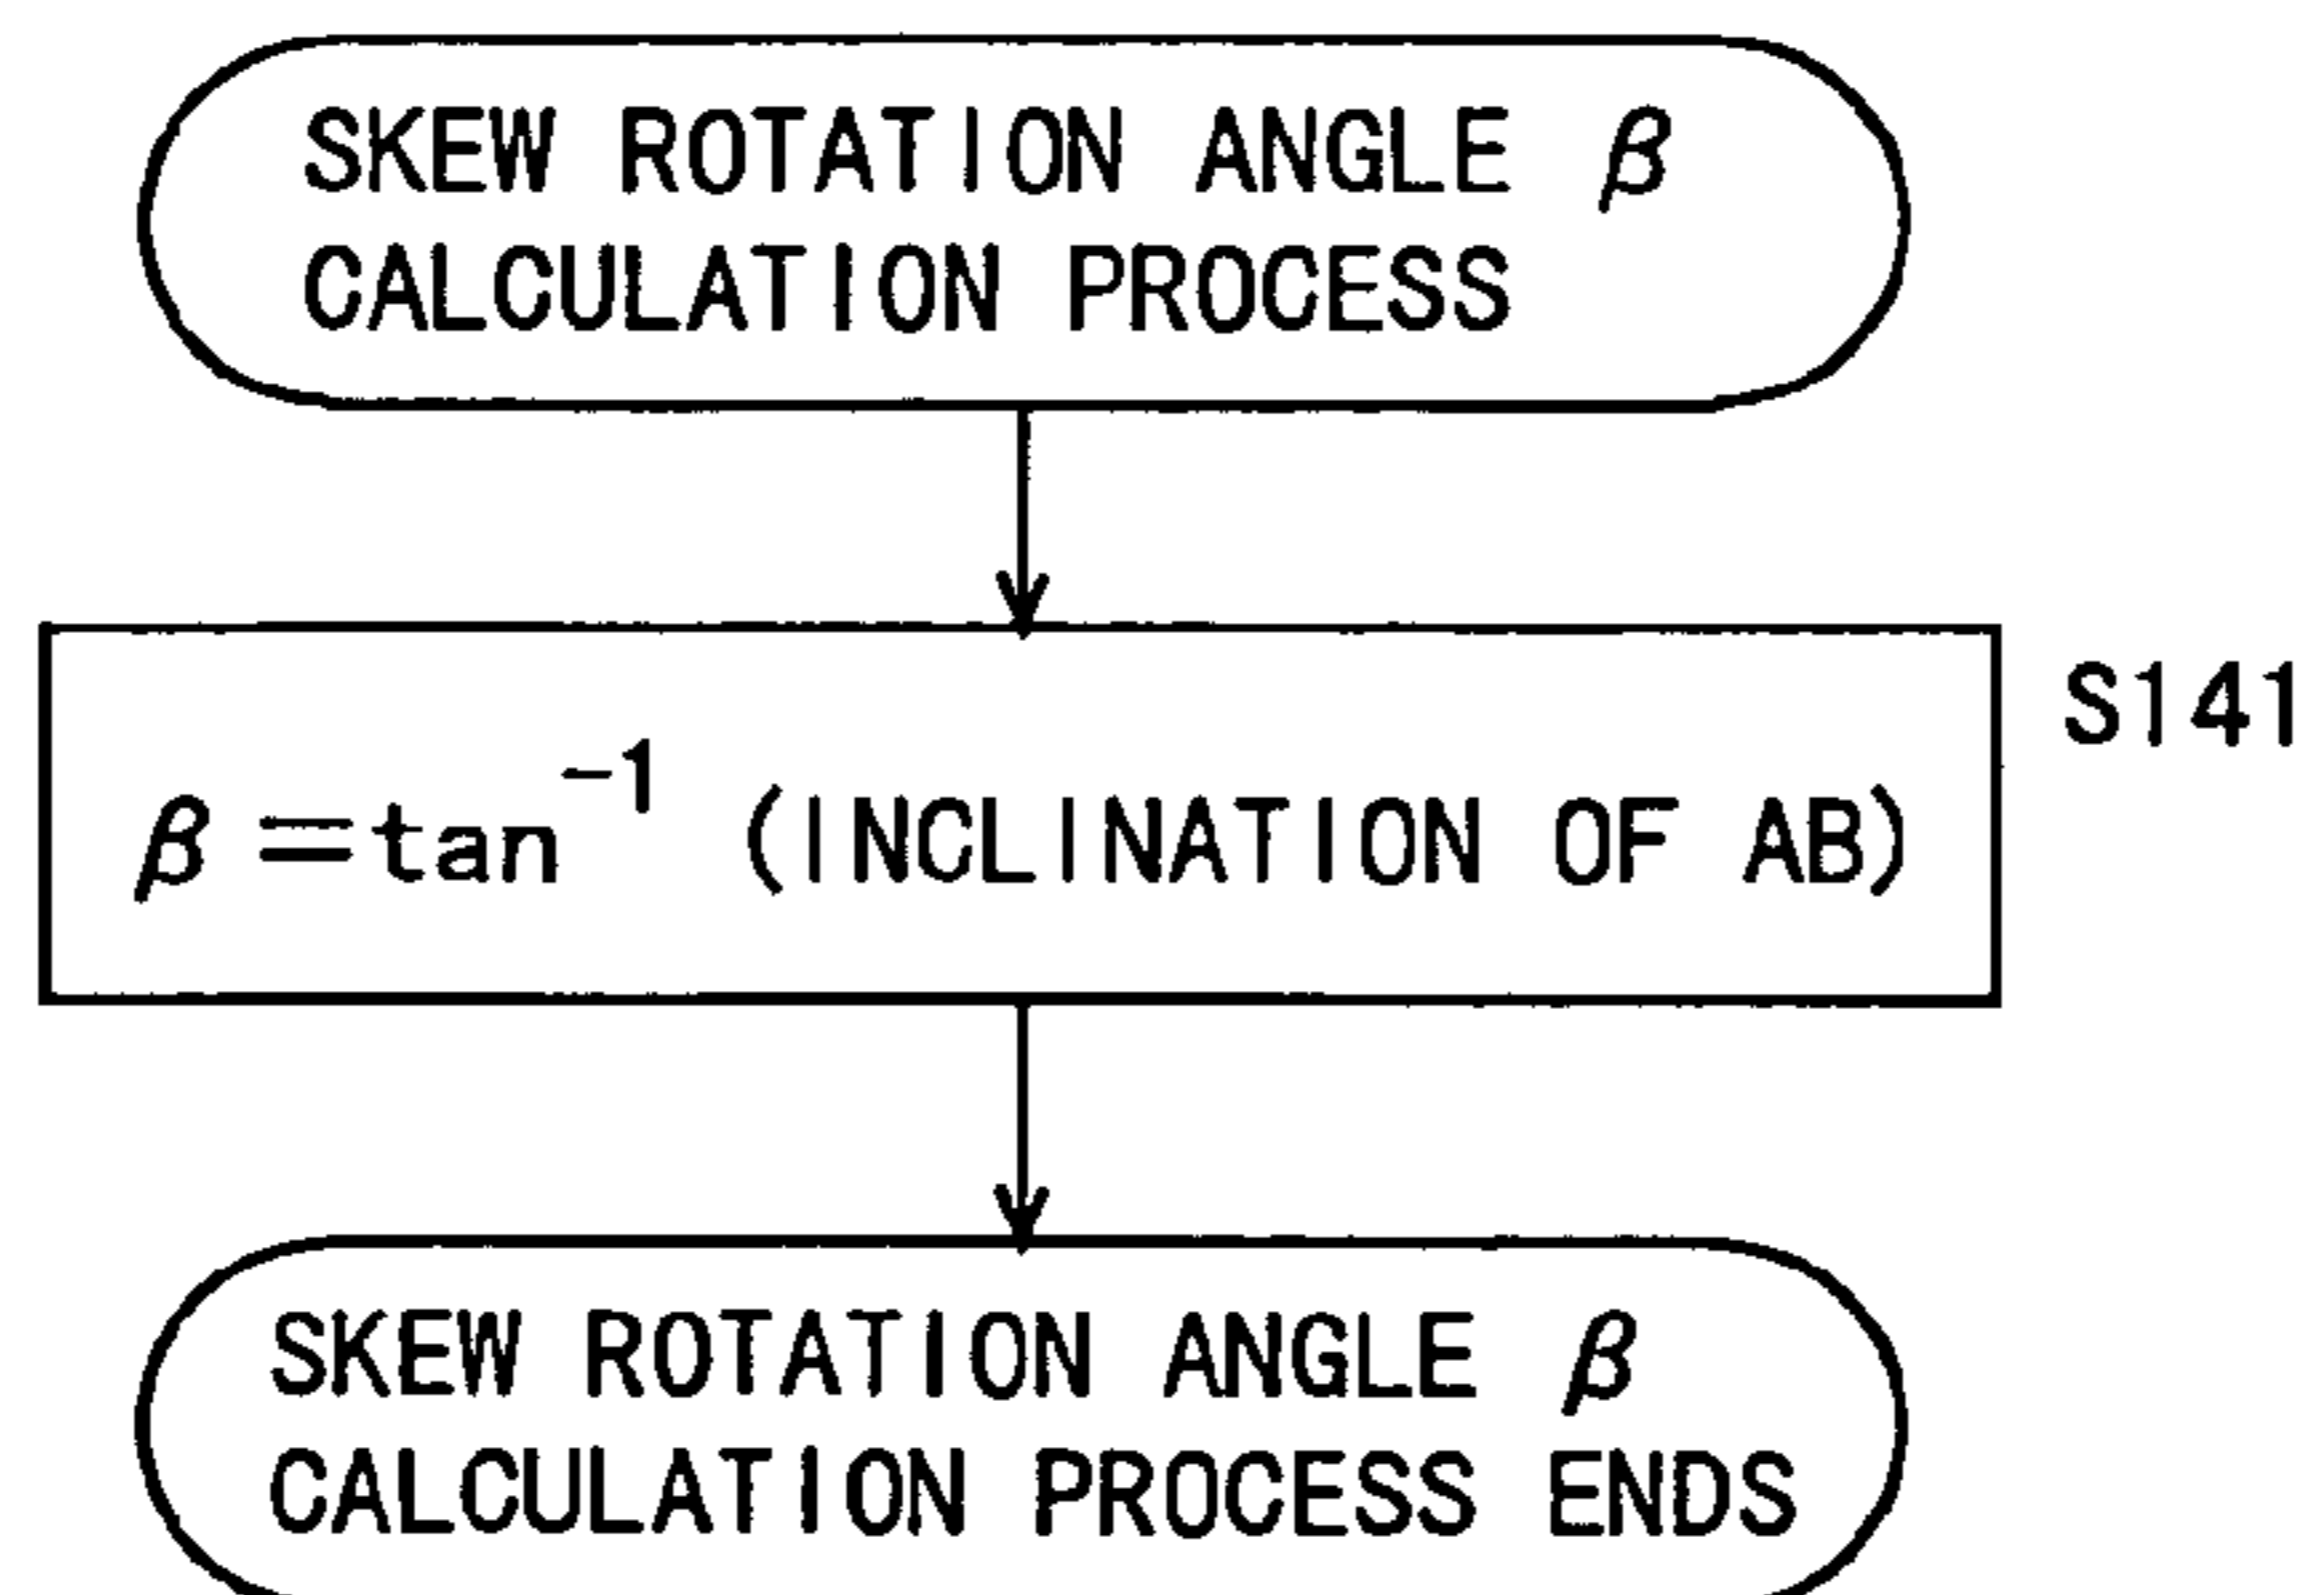 SKEW ROTATION ANGLE β
CALCULATION PROCESS
S141
β=tan⁻¹ (INCLINATION OF AB)
SKEW ROTATION ANGLE β
CALCULATION PROCESS ENDS